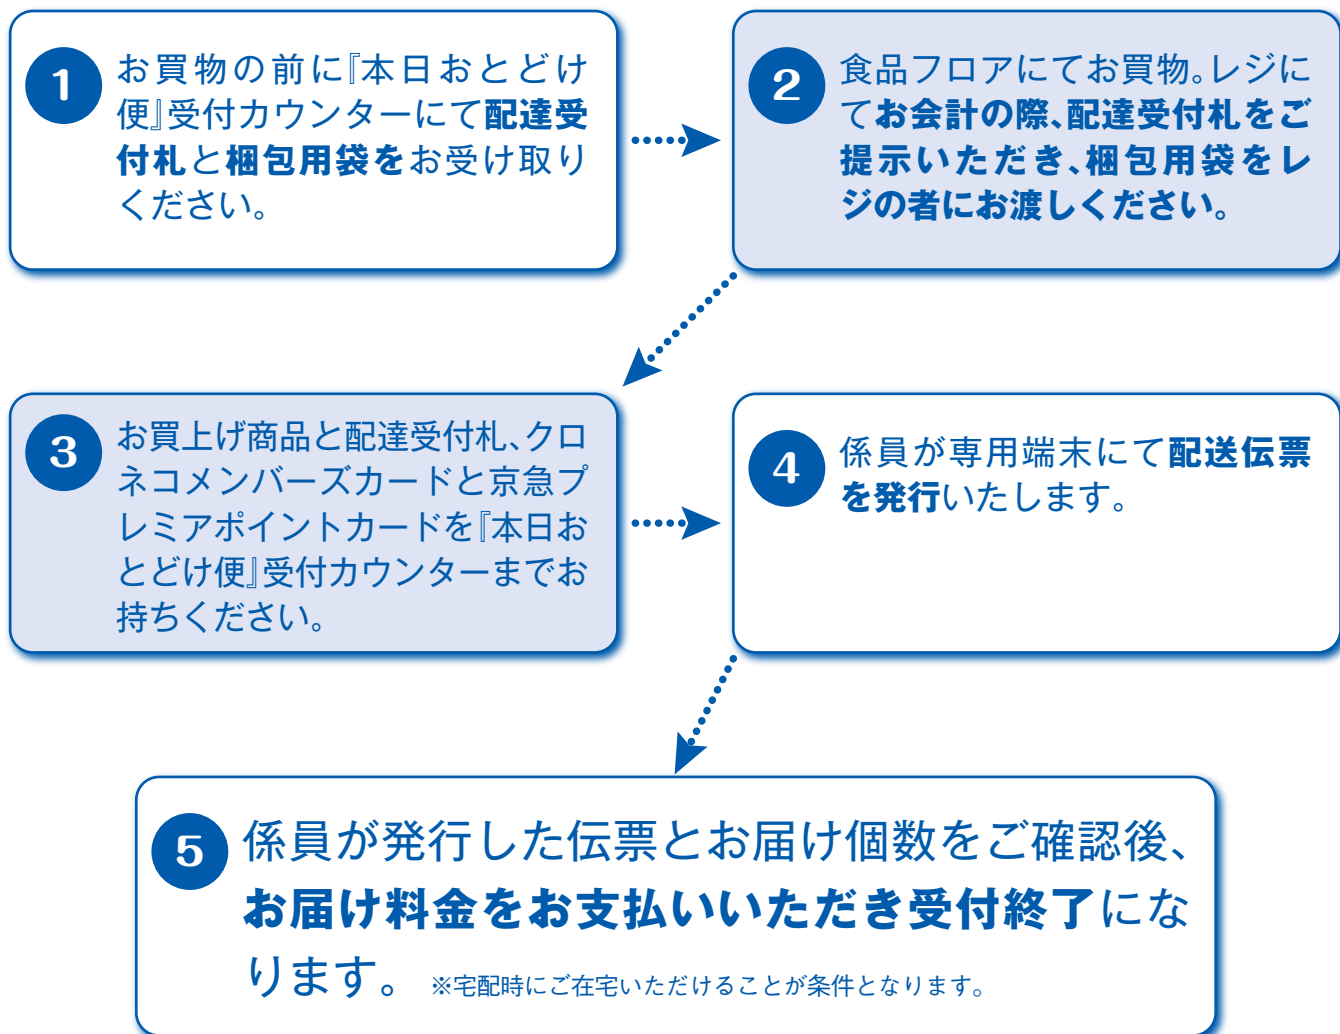 1
お買物の前に『本日おとどけ
便』受付カウンターにて配達受
付札と梱包用袋をお受け取り
ください。
2
食品フロアにてお買物。レジに
てお会計の際、配達受付札をご
提示いただき、梱包用袋をレ
ジの者にお渡しください。
3
お買上げ商品と配達受付札、クロ
ネコメンバーズカードと京急プ
レミアポイントカードを『本日お
とどけ便』受付カウンターまでお
持ちください。
4
係員が専用端末にて配送伝票
を発行いたします。
5
係員が発行した伝票とお届け個数をご確認後、
お届け料金をお支払いいただき受付終了にな
ります。 ※宅配時にご在宅いただけることが条件となります。